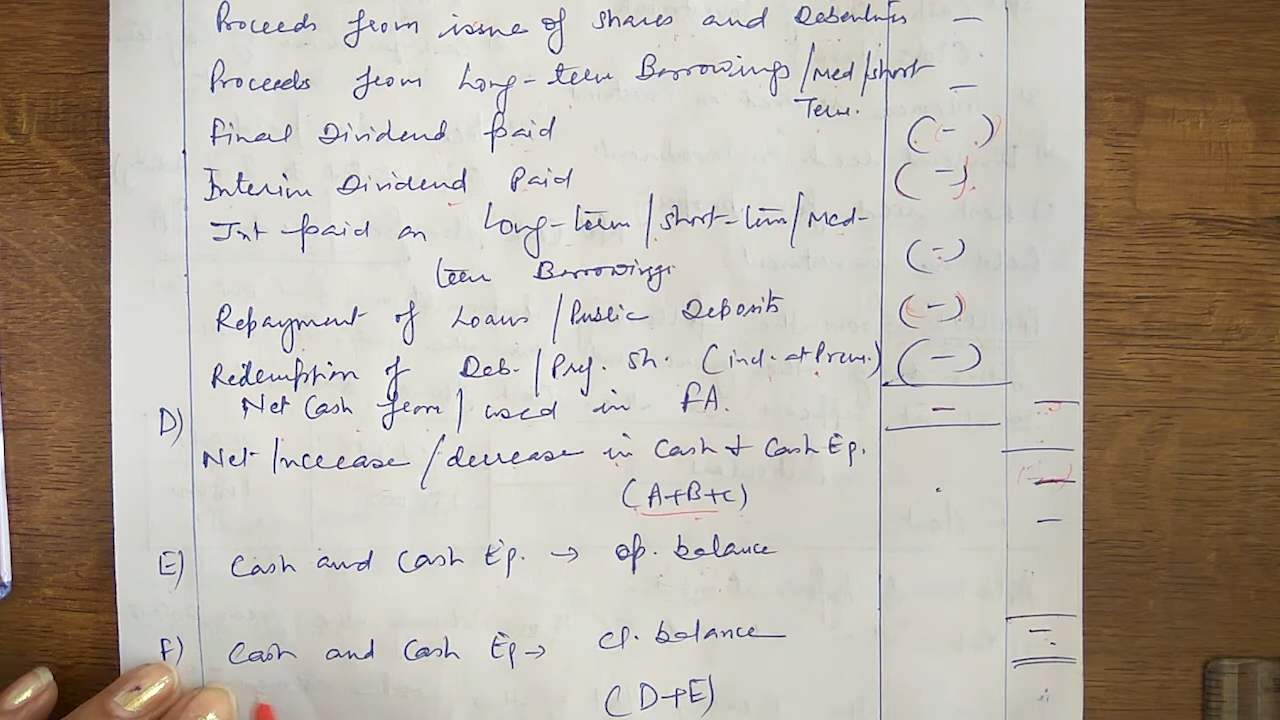 Proceeds from issue of shares and Debentures —
Proceeds from Long-term Borrowings/Med/short —
Term.
Final Dividend paid (-)
Interim Dividend Paid (-)
Int paid on Long-term/short-term/Med-
term Borrowings (-)
Repayment of Loans/Public Deposits (-)
Redemption of Deb./Pref. sh. (incl. at Prem.) (-)
Net Cash from/used in FA. — —
D) Net Increase/decrease in Cash & Cash Eq.
(A+B+C) —
E) Cash and Cash Eq. → op. balance
F) Cash and Cash Eq → cl. balance —
(D+E)